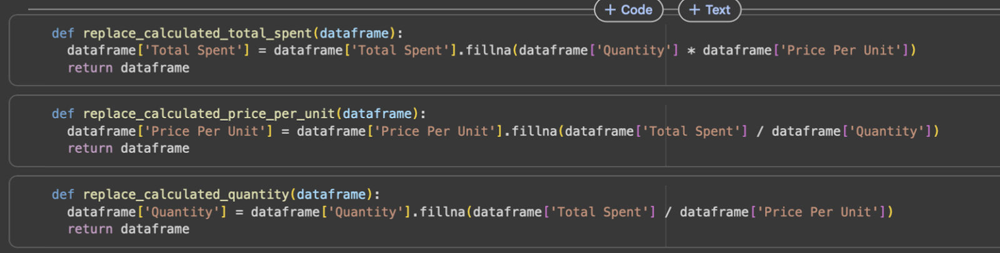 + Code + Text
def replace_calculated_total_spent(dataframe):
  dataframe['Total Spent'] = dataframe['Total Spent'].fillna(dataframe['Quantity'] * dataframe['Price Per Unit'])
  return dataframe
def replace_calculated_price_per_unit(dataframe):
  dataframe['Price Per Unit'] = dataframe['Price Per Unit'].fillna(dataframe['Total Spent'] / dataframe['Quantity'])
  return dataframe
def replace_calculated_quantity(dataframe):
  dataframe['Quantity'] = dataframe['Quantity'].fillna(dataframe['Total Spent'] / dataframe['Price Per Unit'])
  return dataframe